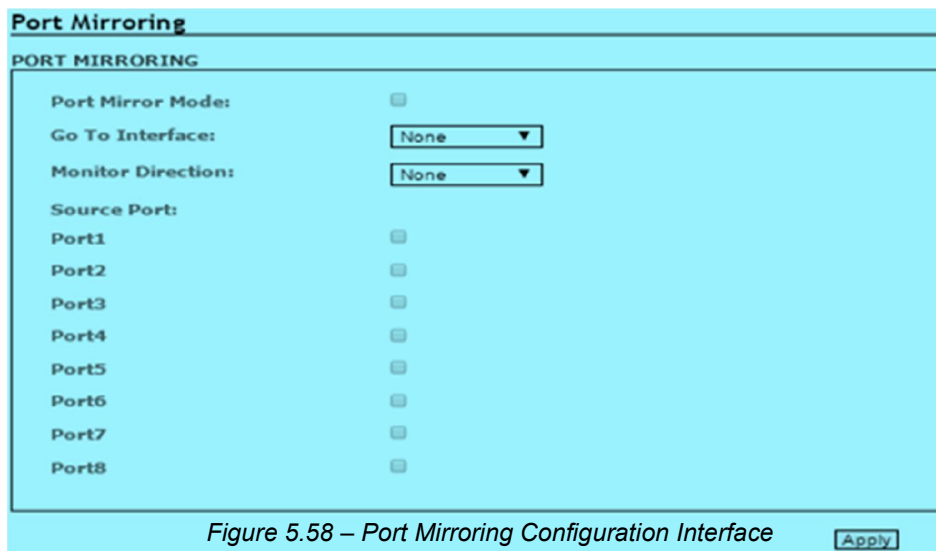 Port Mirroring
PORT MIRRORING
Port Mirror Mode:
Go To Interface: None
Monitor Direction: None
Source Port:
Port1
Port2
Port3
Port4
Port5
Port6
Port7
Port8
Figure 5.58 – Port Mirroring Configuration Interface
Apply